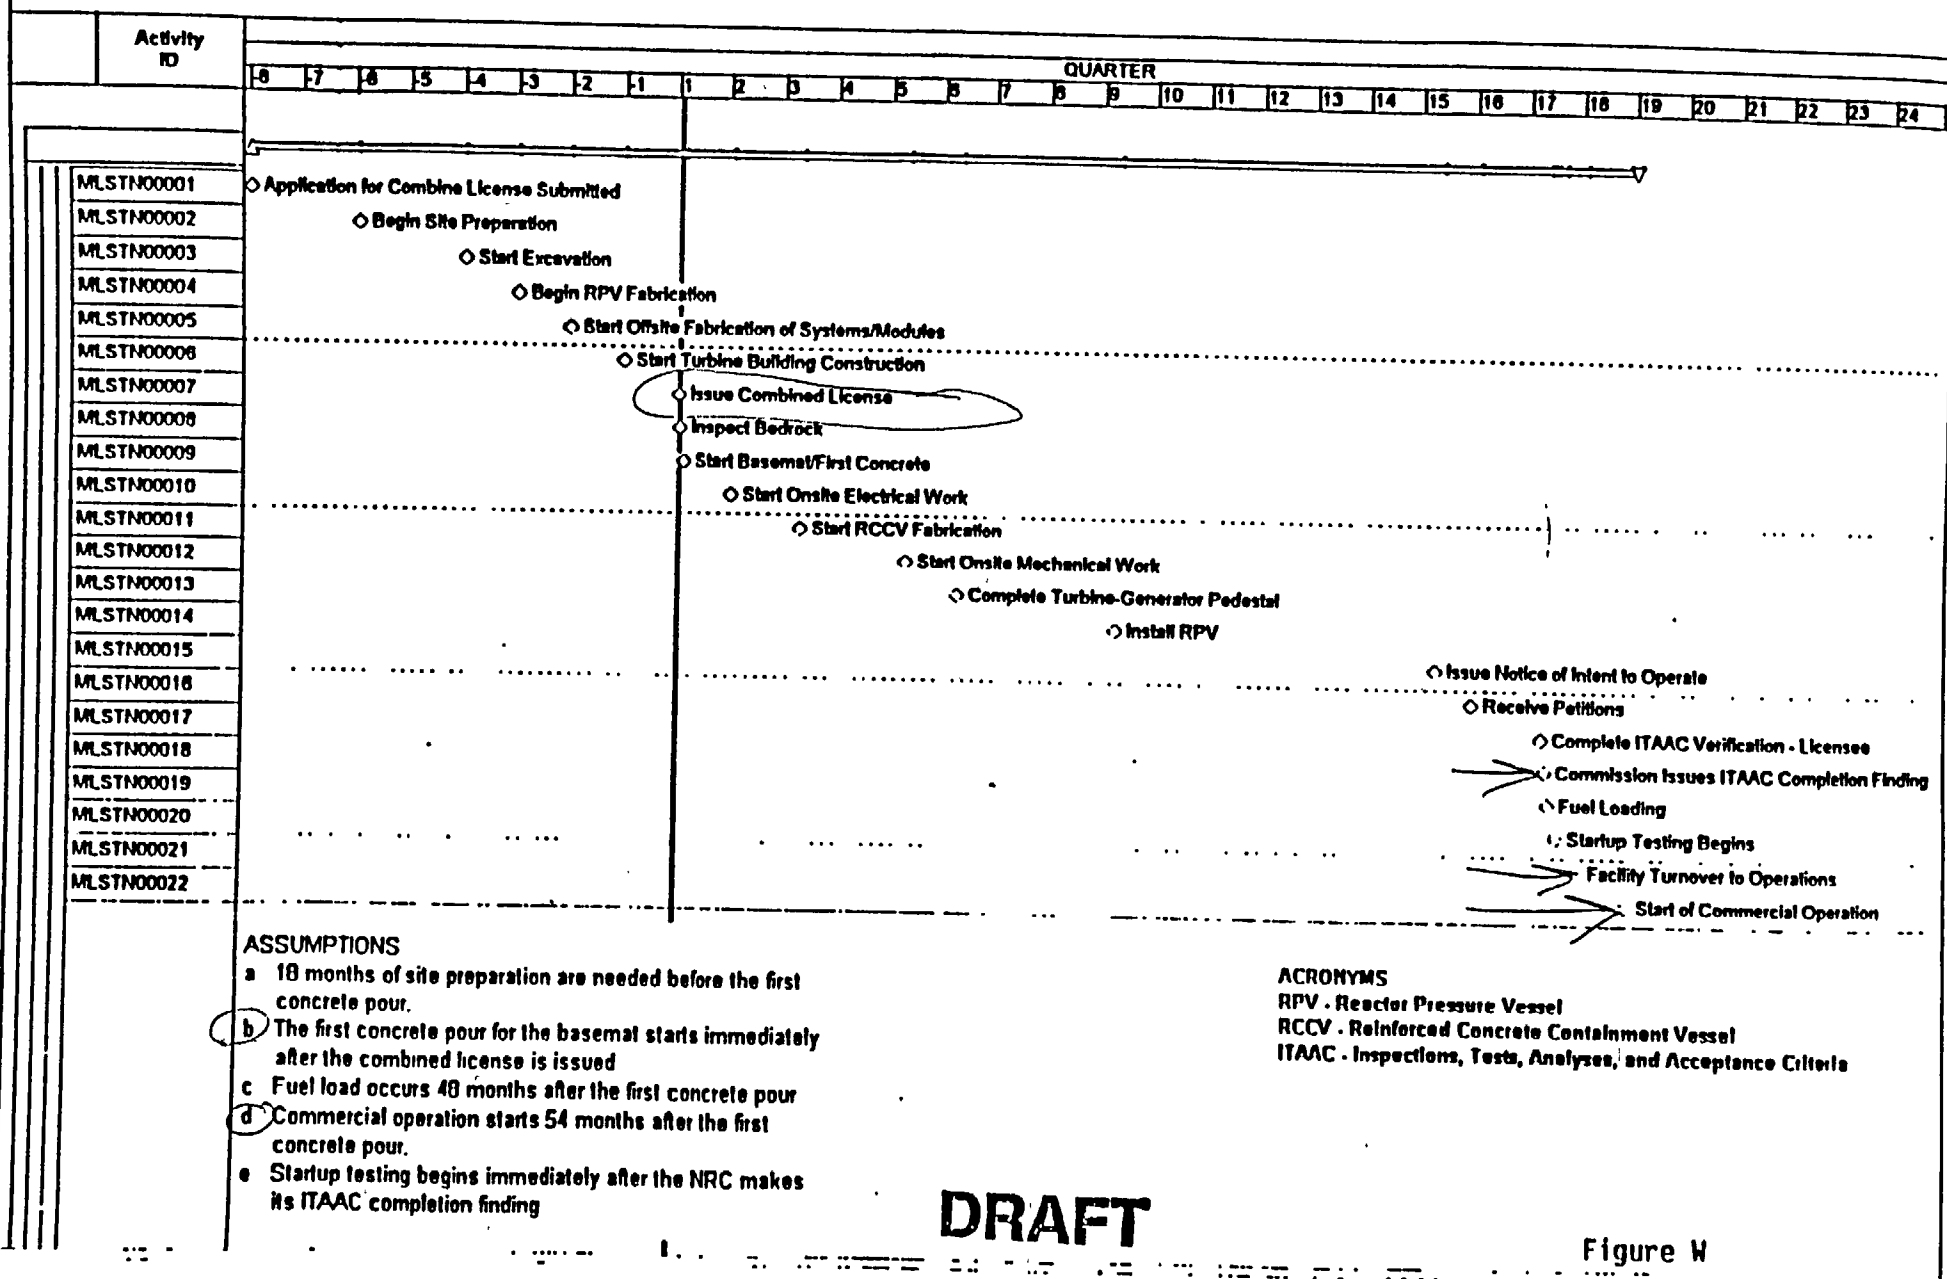 Activity
ID
QUARTER
-8 -7 -6 -5 -4 -3 -2 -1 1 2 3 4 5 6 7 8 9 10 11 12 13 14 15 16 17 18 19 20 21 22 23 24
MLSTN00001 Application for Combine License Submitted
MLSTN00002 Begin Site Preparation
MLSTN00003 Start Excavation
MLSTN00004 Begin RPV Fabrication
MLSTN00005 Start Offsite Fabrication of Systems/Modules
MLSTN00006 Start Turbine Building Construction
MLSTN00007 Issue Combined License
MLSTN00008 Inspect Bedrock
MLSTN00009 Start Basemat/First Concrete
MLSTN00010 Start Onsite Electrical Work
MLSTN00011 Start RCCV Fabrication
MLSTN00012 Start Onsite Mechanical Work
MLSTN00013 Complete Turbine-Generator Pedestal
MLSTN00014 Install RPV
MLSTN00015 Issue Notice of Intent to Operate
MLSTN00016 Receive Petitions
MLSTN00017 Complete ITAAC Verification - Licensee
MLSTN00018 Commission Issues ITAAC Completion Finding
MLSTN00019 Fuel Loading
MLSTN00020 Startup Testing Begins
MLSTN00021 Facility Turnover to Operations
MLSTN00022 Start of Commercial Operation
ASSUMPTIONS
a 18 months of site preparation are needed before the first
concrete pour.
b The first concrete pour for the basemat starts immediately
after the combined license is issued
c Fuel load occurs 48 months after the first concrete pour
d Commercial operation starts 54 months after the first
concrete pour.
e Startup testing begins immediately after the NRC makes
its ITAAC completion finding
ACRONYMS
RPV - Reactor Pressure Vessel
RCCV - Reinforced Concrete Containment Vessel
ITAAC - Inspections, Tests, Analyses, and Acceptance Criteria
DRAFT
Figure W